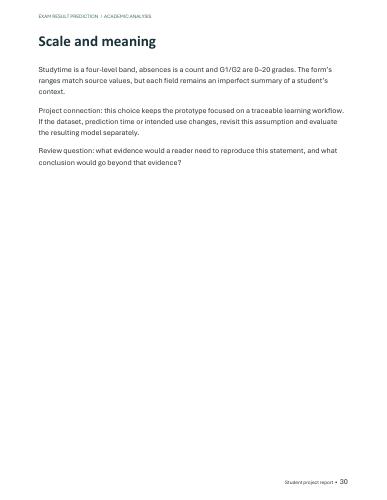 EXAM RESULT PREDICTION | ACADEMIC ANALYSIS
Scale and meaning
Studytime is a four-level band, absences is a count and G1/G2 are 0–20 grades. The form's
ranges match source values, but each field remains an imperfect summary of a student's
context.
Project connection: this choice keeps the prototype focused on a traceable learning workflow.
If the dataset, prediction time or intended use changes, revisit this assumption and evaluate
the resulting model separately.
Review question: what evidence would a reader need to reproduce this statement, and what
conclusion would go beyond that evidence?
Student project report • 30